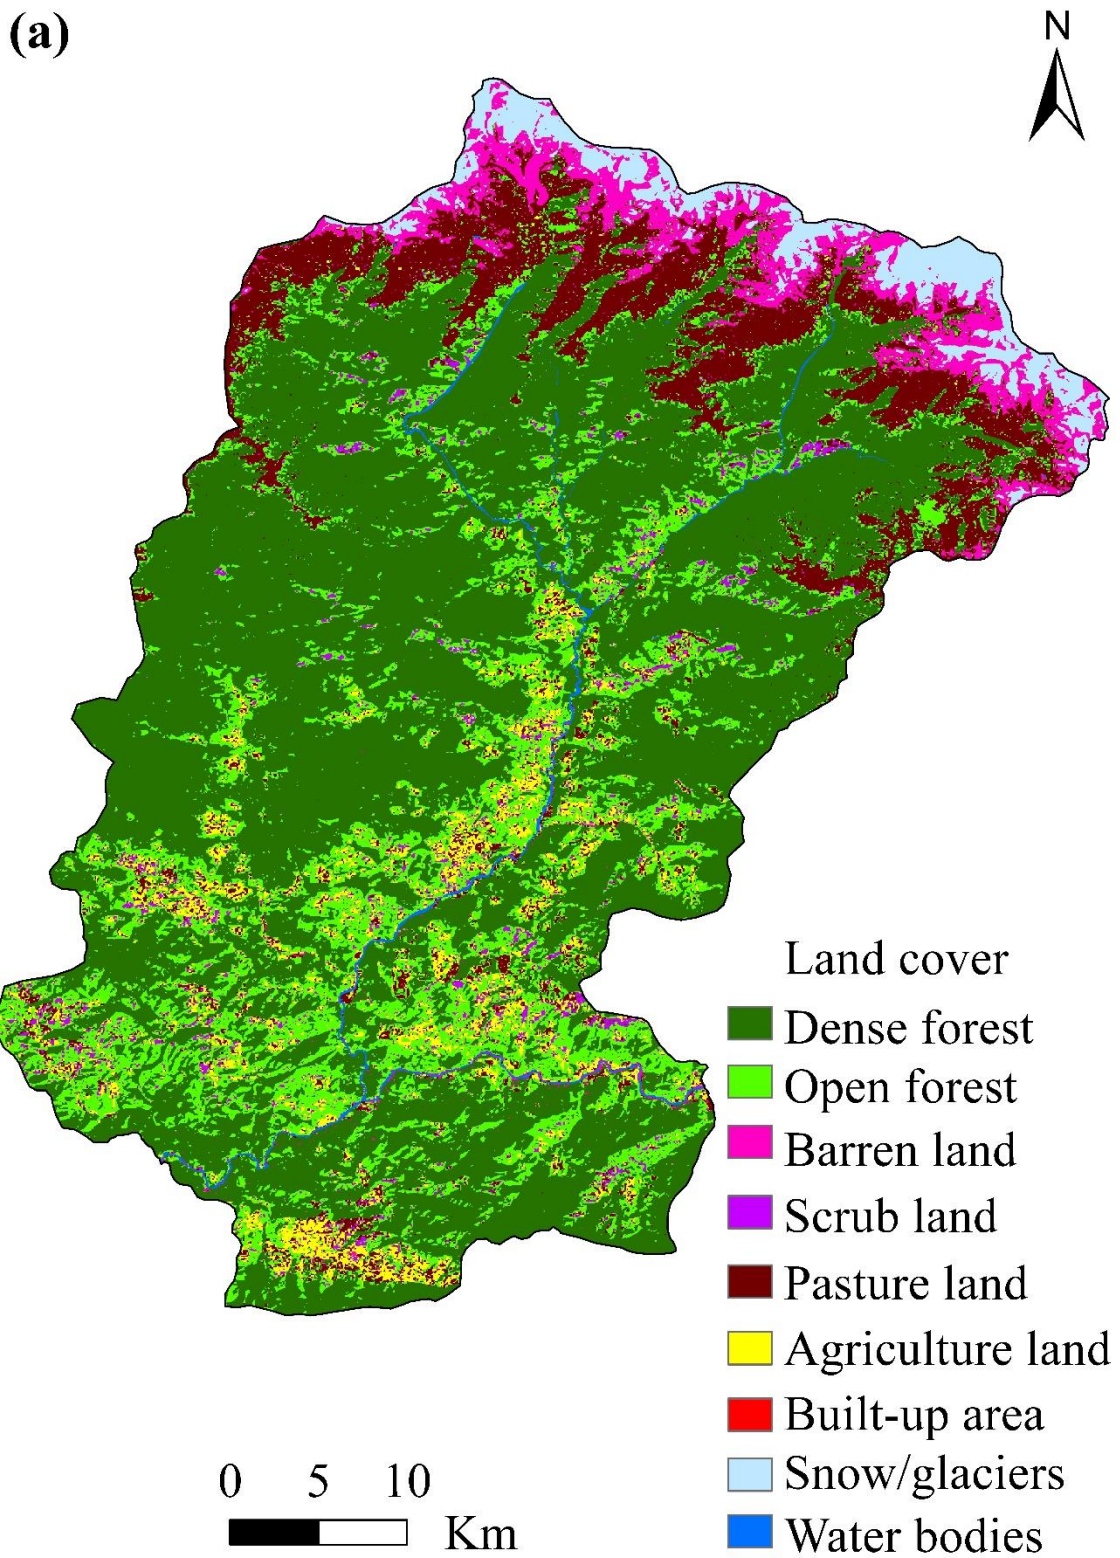 (a)
N
Land cover
Dense forest
Open forest
Barren land
Scrub land
Pasture land
Agriculture land
Built-up area
Snow/glaciers
Water bodies
0 5 10
Km